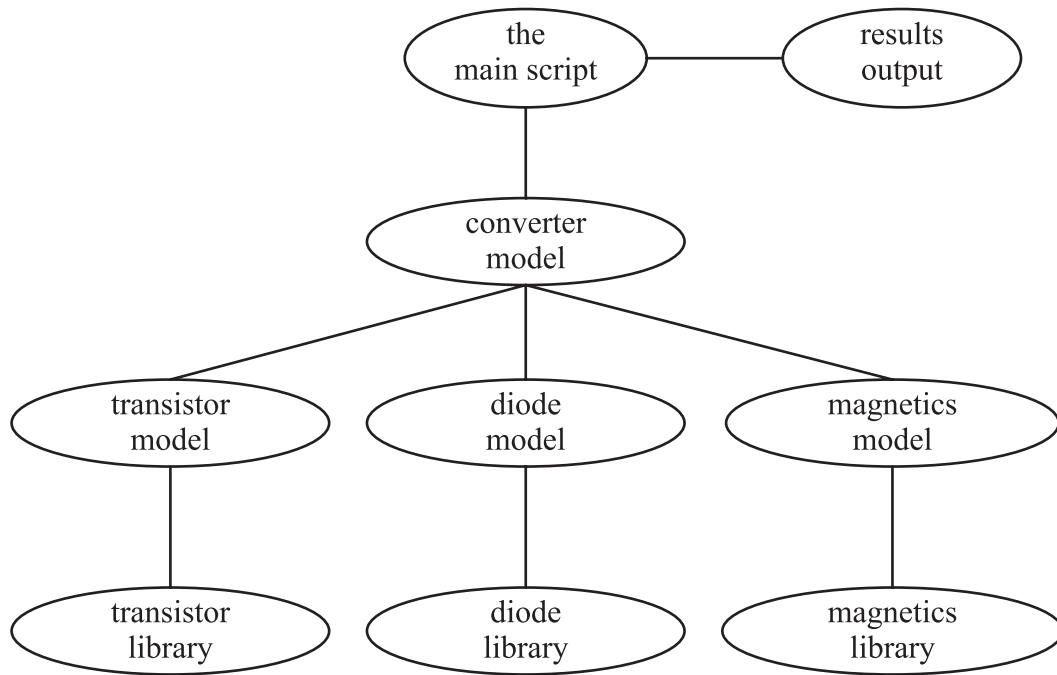 the
main script
results
output
converter
model
transistor
model
diode
model
magnetics
model
transistor
library
diode
library
magnetics
library